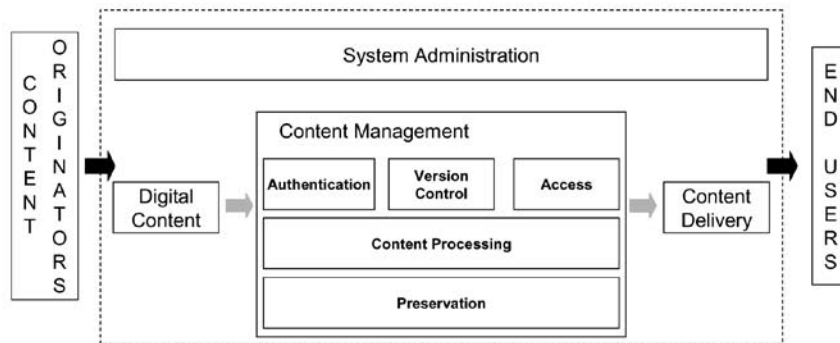 CONTENT
ORIGINATORS
System Administration
Content Management
Authentication
Version
Control
Access
Digital
Content
Content Processing
Preservation
Content
Delivery
END USERS